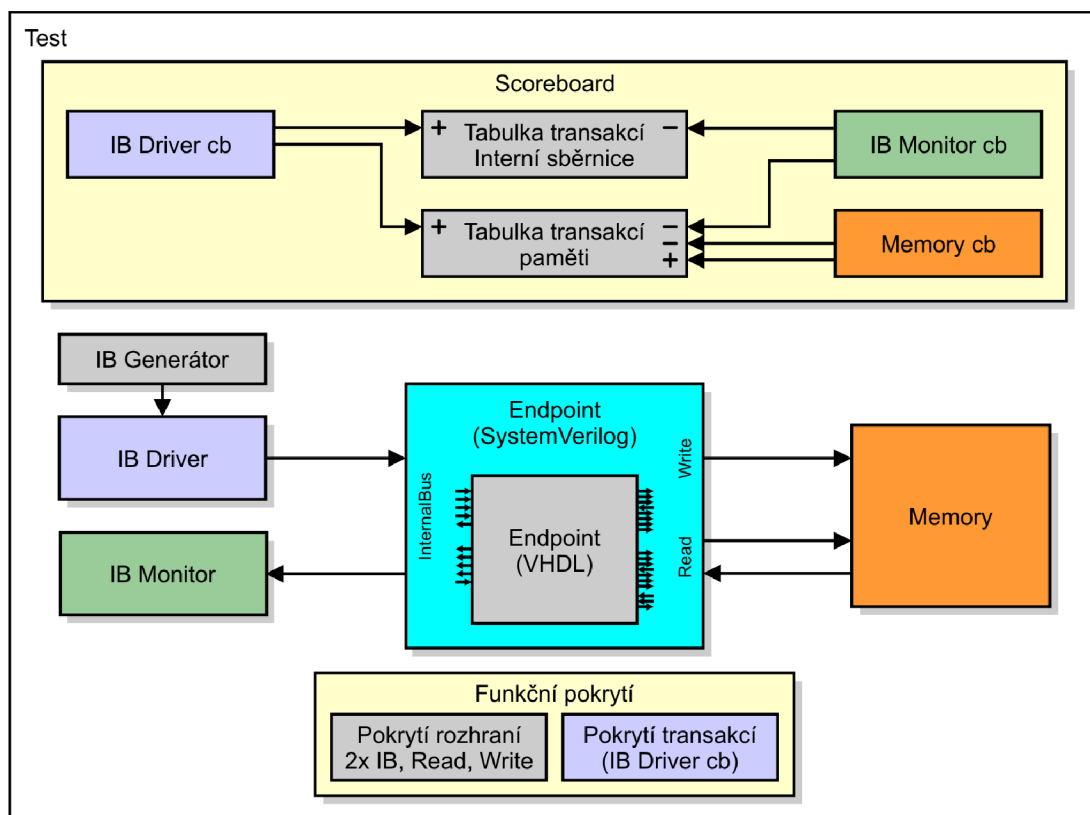 Test
Scoreboard
IB Driver cb
+ Tabulka transakcí −
Interní sběrnice
IB Monitor cb
+ Tabulka transakcí −
−
paměti +
Memory cb
IB Generátor
IB Driver
IB Monitor
Endpoint
(SystemVerilog)
InternalBus
Write
Read
Endpoint
(VHDL)
Memory
Funkční pokrytí
Pokrytí rozhraní
2x IB, Read, Write
Pokrytí transakcí
(IB Driver cb)